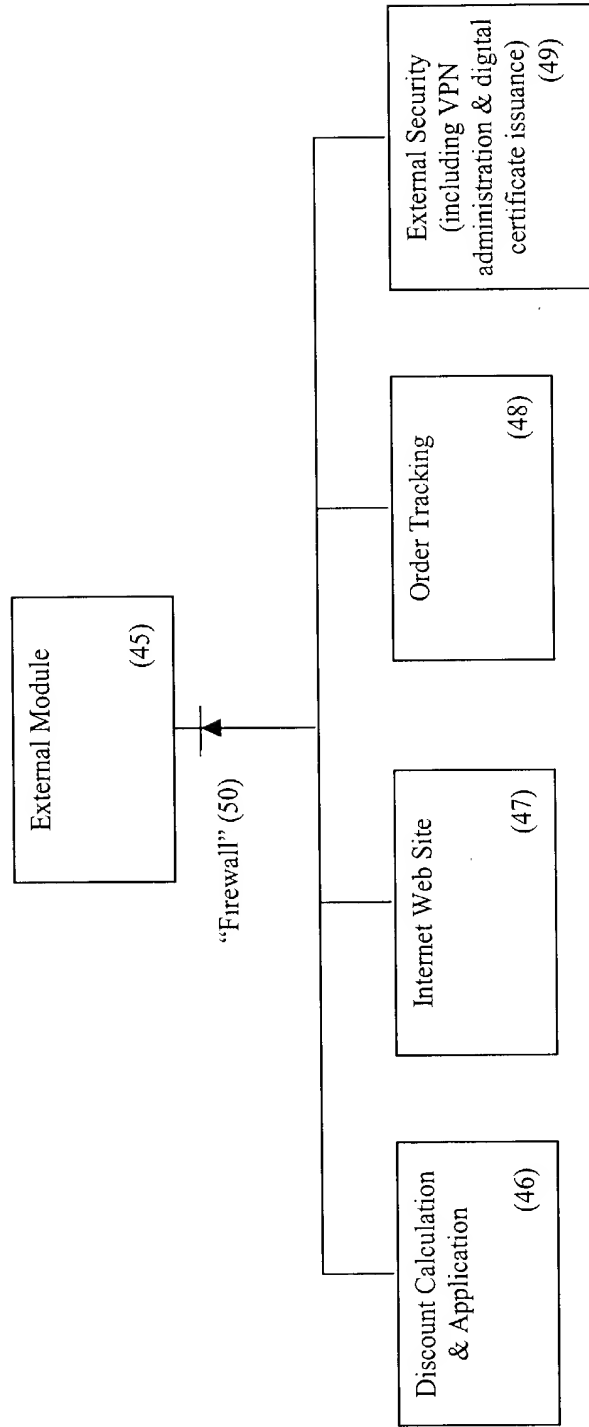 External Module
(45)
“Firewall” (50)
Discount Calculation
& Application
(46)
Internet Web Site
(47)
Order Tracking
(48)
External Security
(including VPN
administration & digital
certificate issuance)
(49)